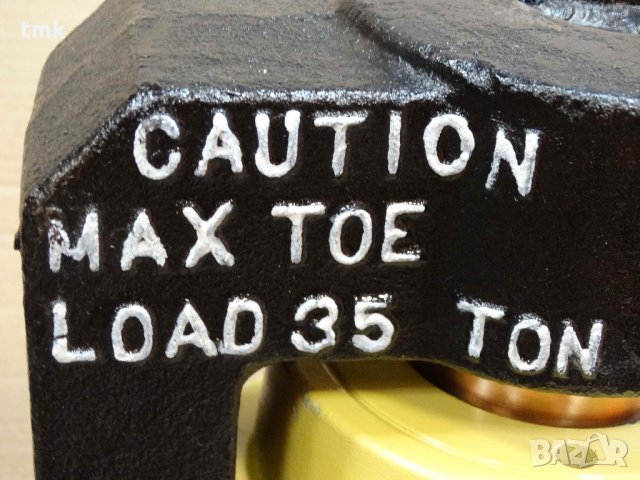 tmk
CAUTION
MAX TOE
LOAD 35 TON
BAZAR